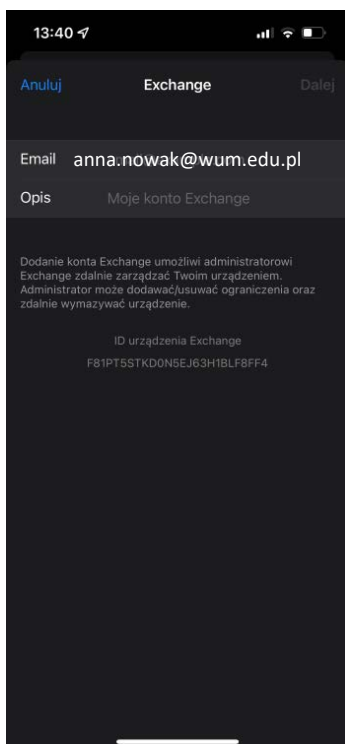 13:40
Anuluj Exchange Dalej
Email anna.nowak@wum.edu.pl
Opis Moje konto Exchange
Dodanie konta Exchange umożliwi administratorowi
Exchange zdalnie zarządzać Twoim urządzeniem.
Administrator może dodawać/usuwać ograniczenia oraz
zdalnie wymazywać urządzenie.
ID urządzenia Exchange
F81PT5STKD0N5EJ63H1BLF8FF4